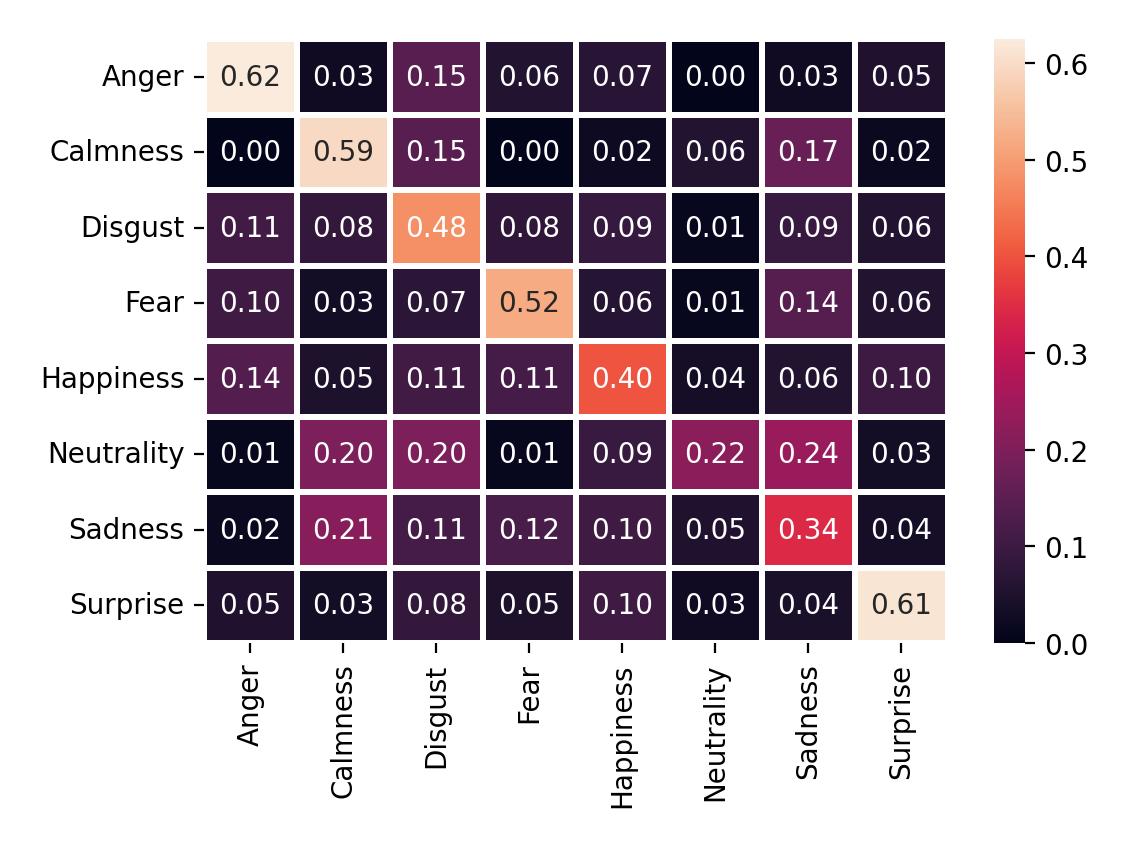 Anger 0.62 0.03 0.15 0.06 0.07 0.00 0.03 0.05
Calmness 0.00 0.59 0.15 0.00 0.02 0.06 0.17 0.02
Disgust 0.11 0.08 0.48 0.08 0.09 0.01 0.09 0.06
Fear 0.10 0.03 0.07 0.52 0.06 0.01 0.14 0.06
Happiness 0.14 0.05 0.11 0.11 0.40 0.04 0.06 0.10
Neutrality 0.01 0.20 0.20 0.01 0.09 0.22 0.24 0.03
Sadness 0.02 0.21 0.11 0.12 0.10 0.05 0.34 0.04
Surprise 0.05 0.03 0.08 0.05 0.10 0.03 0.04 0.61
Anger
Calmness
Disgust
Fear
Happiness
Neutrality
Sadness
Surprise
0.6
0.5
0.4
0.3
0.2
0.1
0.0